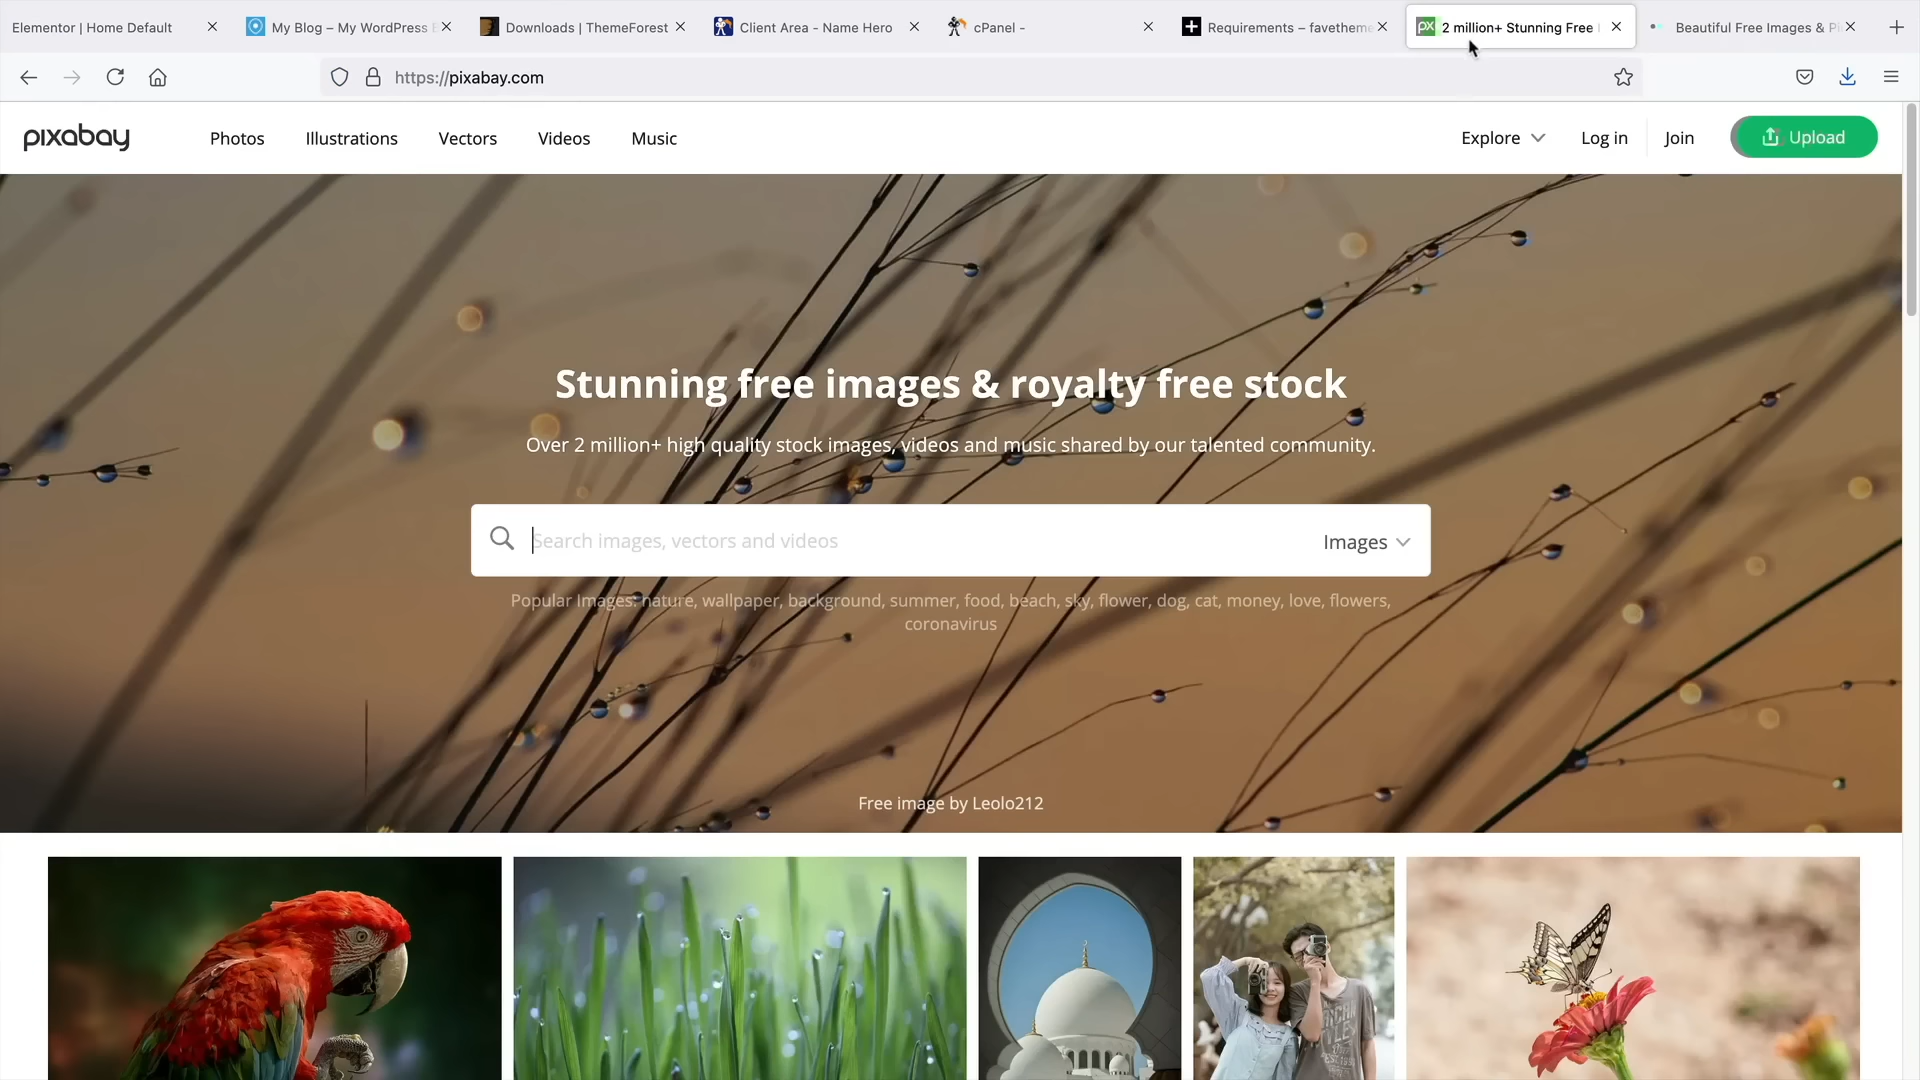 Elementor | Home Default
My Blog – My WordPress
Downloads | ThemeForest
Client Area - Name Hero
cPanel -
Requirements – favetheme
px 2 million+ Stunning Free
Beautiful Free Images & Pi
https://pixabay.com
pixabay
Photos
Illustrations
Vectors
Videos
Music
Explore
Log in
Join
Upload
Stunning free images & royalty free stock
Over 2 million+ high quality stock images, videos and music shared by our talented community.
Search images, vectors and videos
Images
Popular Images: nature, wallpaper, background, summer, food, beach, sky, flower, dog, cat, money, love, flowers,
coronavirus
Free image by Leolo212